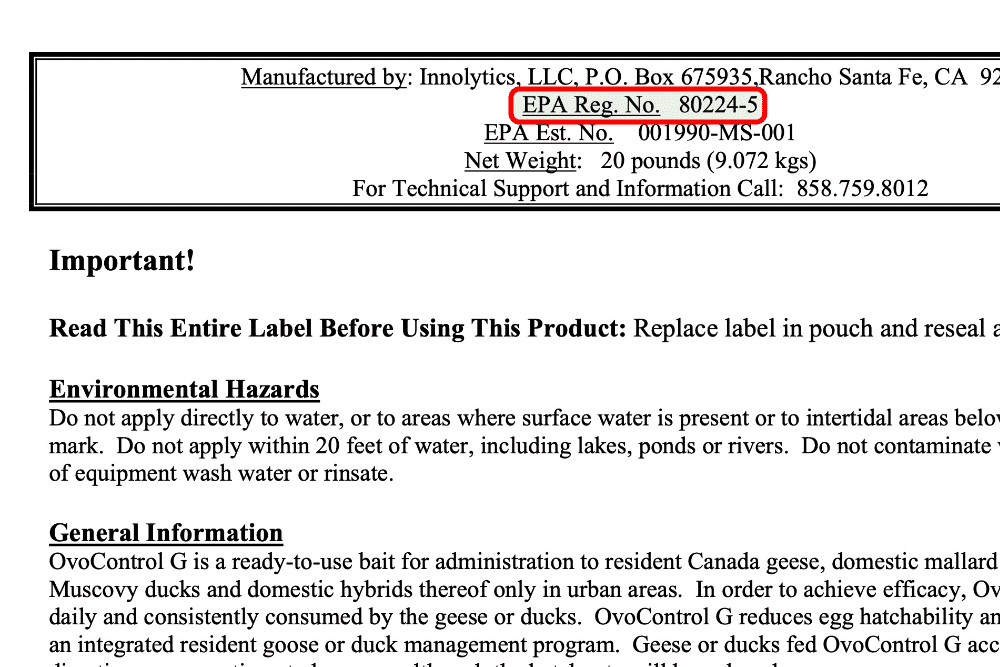 Manufactured by: Innolytics, LLC, P.O. Box 675935,Rancho Santa Fe, CA 92
EPA Reg. No. 80224-5
EPA Est. No. 001990-MS-001
Net Weight: 20 pounds (9.072 kgs)
For Technical Support and Information Call: 858.759.8012
Important!
Read This Entire Label Before Using This Product: Replace label in pouch and reseal a
Environmental Hazards
Do not apply directly to water, or to areas where surface water is present or to intertidal areas below
mark. Do not apply within 20 feet of water, including lakes, ponds or rivers. Do not contaminate
of equipment wash water or rinsate.
General Information
OvoControl G is a ready-to-use bait for administration to resident Canada geese, domestic mallard
Muscovy ducks and domestic hybrids thereof only in urban areas. In order to achieve efficacy, Ov
daily and consistently consumed by the geese or ducks. OvoControl G reduces egg hatchability an
an integrated resident goose or duck management program. Geese or ducks fed OvoControl G acc